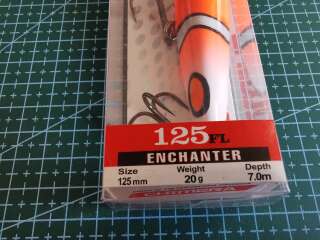 125FL
ENCHANTER
Size Weight Depth
125mm 20g 7.0m